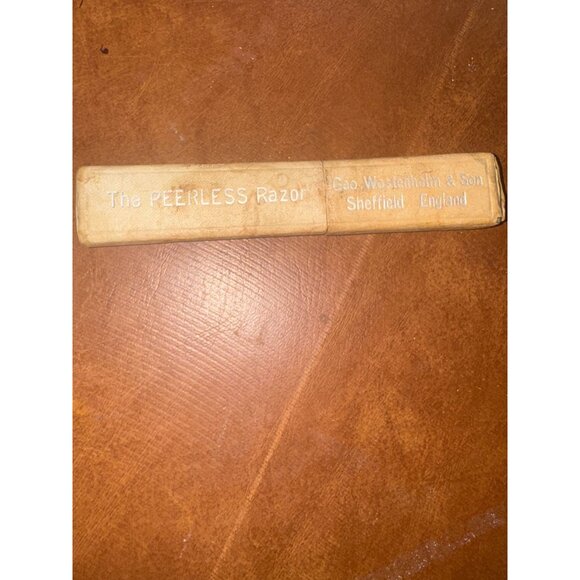 The PEERLESS Razor
Geo. Wostenholm & Son
Sheffield England